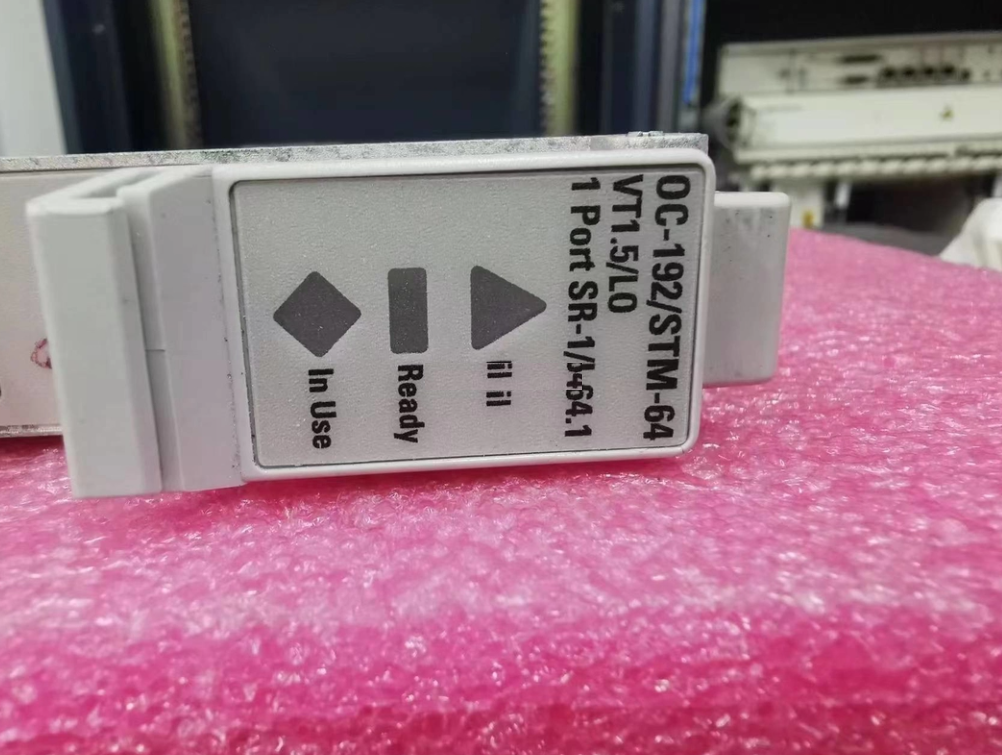 OC-192/STM-64
VT1.5/LO
1 Port SR-1/
Ready
In Use